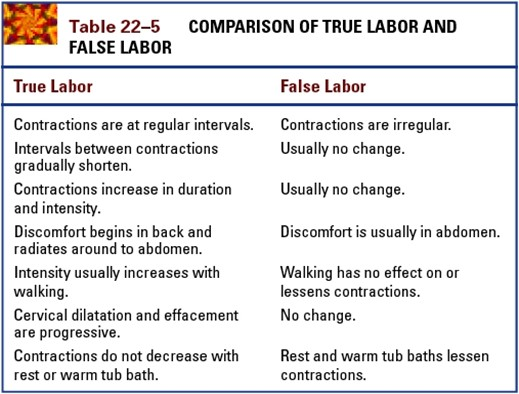 Table 22–5 COMPARISON OF TRUE LABOR AND
FALSE LABOR
True Labor False Labor
Contractions are at regular intervals. Contractions are irregular.
Intervals between contractions Usually no change.
gradually shorten.
Contractions increase in duration Usually no change.
and intensity.
Discomfort begins in back and Discomfort is usually in abdomen.
radiates around to abdomen.
Intensity usually increases with Walking has no effect on or
walking. lessens contractions.
Cervical dilatation and effacement No change.
are progressive.
Contractions do not decrease with Rest and warm tub baths lessen
rest or warm tub bath. contractions.